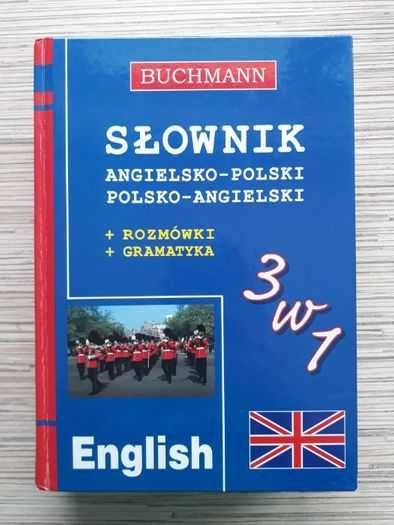 BUCHMANN
SŁOWNIK
ANGIELSKO-POLSKI
POLSKO-ANGIELSKI
+ ROZMÓWKI
+ GRAMATYKA
3 w 1
English